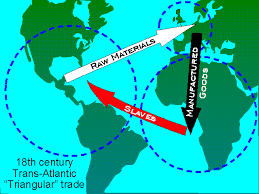 Raw Materials
Manufactured
Goods
Slaves
18th century
Trans-Atlantic
"Triangular" trade